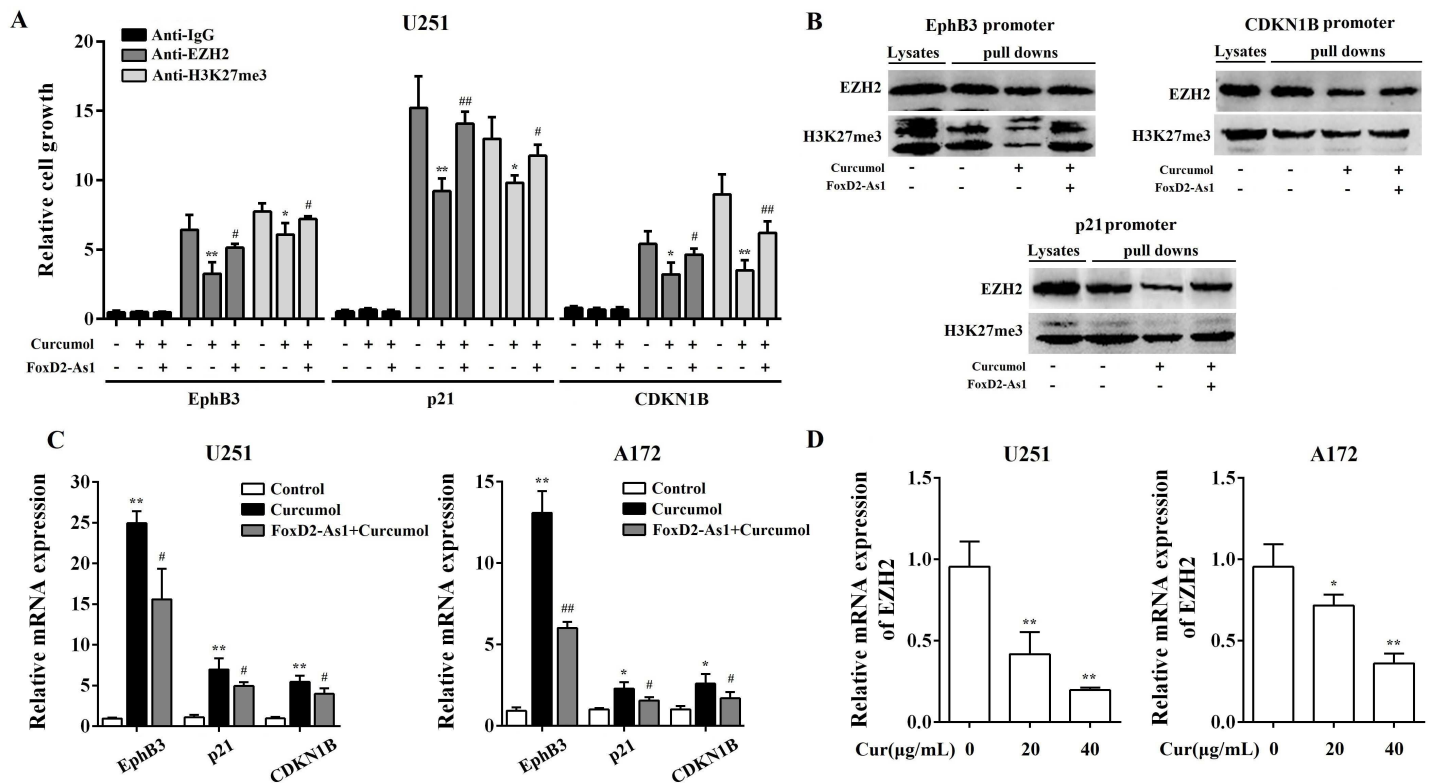 A
U251
Anti-IgG
Anti-EZH2
Anti-H3K27me3
Relative cell growth
20
15
10
5
0
** # * # ** ## * # * # ** ##
Curcumol - + + - + + - + + - + + - + + - + + - + + - + + - + +
FoxD2-As1 - - + - - + - - + - - + - - + - - + - - + - - + - - +
EphB3 p21 CDKN1B
B
EphB3 promoter
Lysates pull downs
EZH2
H3K27me3
Curcumol - - + +
FoxD2-As1 - - - +
CDKN1B promoter
Lysates pull downs
EZH2
H3K27me3
Curcumol - - + +
FoxD2-As1 - - - +
p21 promoter
Lysates pull downs
EZH2
H3K27me3
Curcumol - - + +
FoxD2-As1 - - - +
C
U251
Control
Curcumol
FoxD2-As1+Curcumol
Relative mRNA expression
30
25
20
15
10
5
0
** # ** # ** #
EphB3 p21 CDKN1B
A172
Control
Curcumol
FoxD2-As1+Curcumol
Relative mRNA expression
15
10
5
0
** ## * # * #
EphB3 p21 CDKN1B
D
U251
Relative mRNA expression
of EZH2
1.5
1.0
0.5
0.0
** **
Cur(μg/mL) 0 20 40
A172
Relative mRNA expression
of EZH2
1.5
1.0
0.5
0.0
* **
Cur(μg/mL) 0 20 40